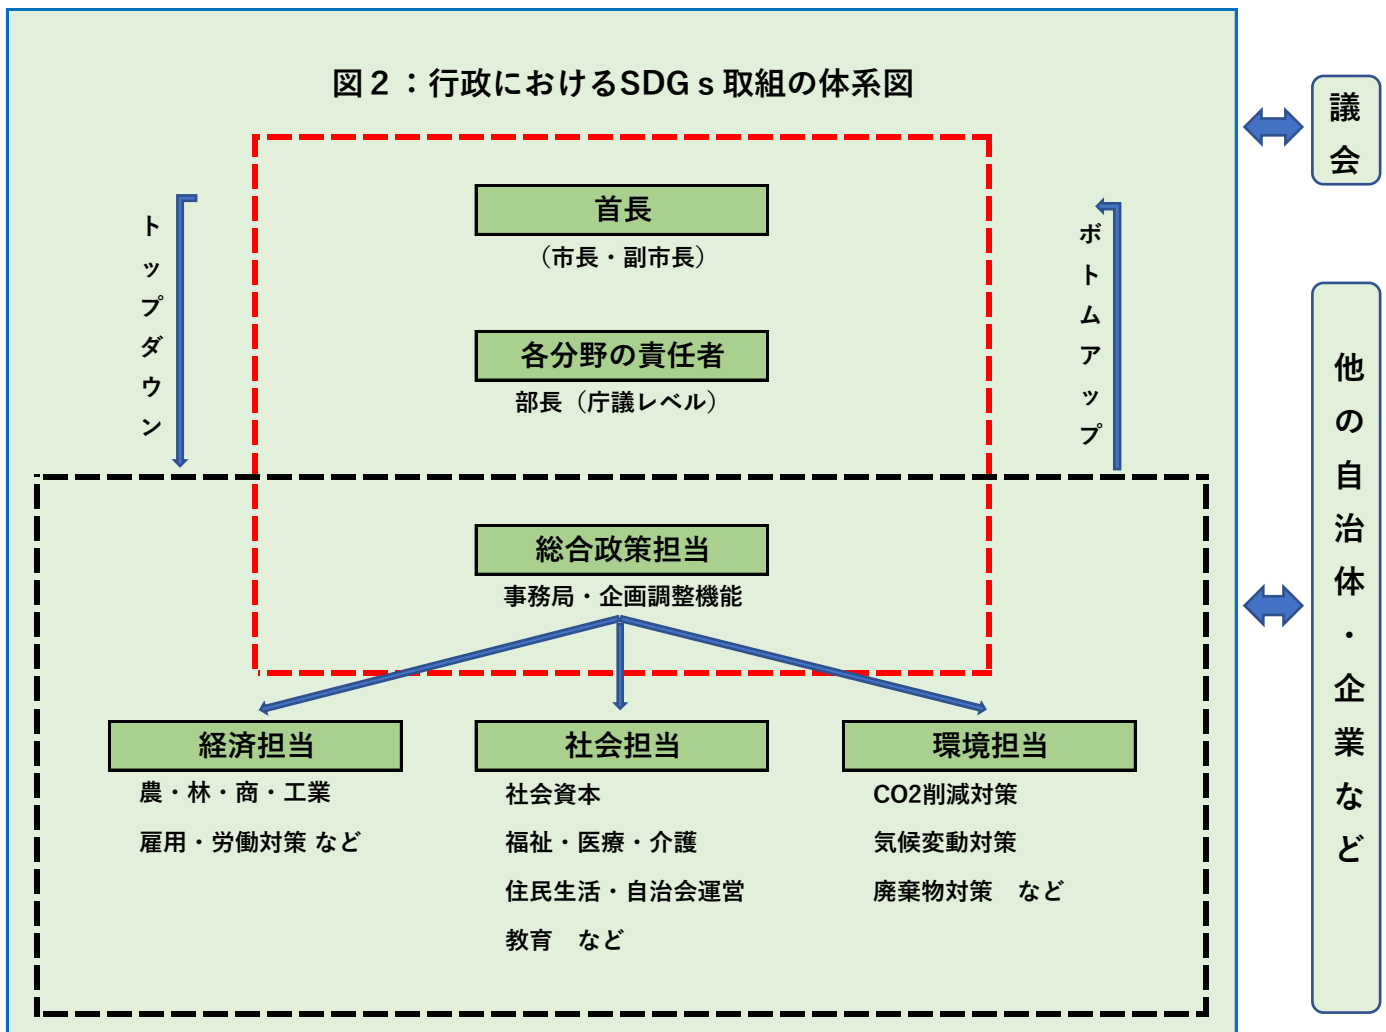 図２：行政におけるSDGｓ取組の体系図
議会
トップダウン
首長
（市長・副市長）
ボトムアップ
各分野の責任者
部長（庁議レベル）
他の自治体・企業など
総合政策担当
事務局・企画調整機能
経済担当
農・林・商・工業
雇用・労働対策 など
社会担当
社会資本
福祉・医療・介護
住民生活・自治会運営
教育　など
環境担当
CO2削減対策
気候変動対策
廃棄物対策　など